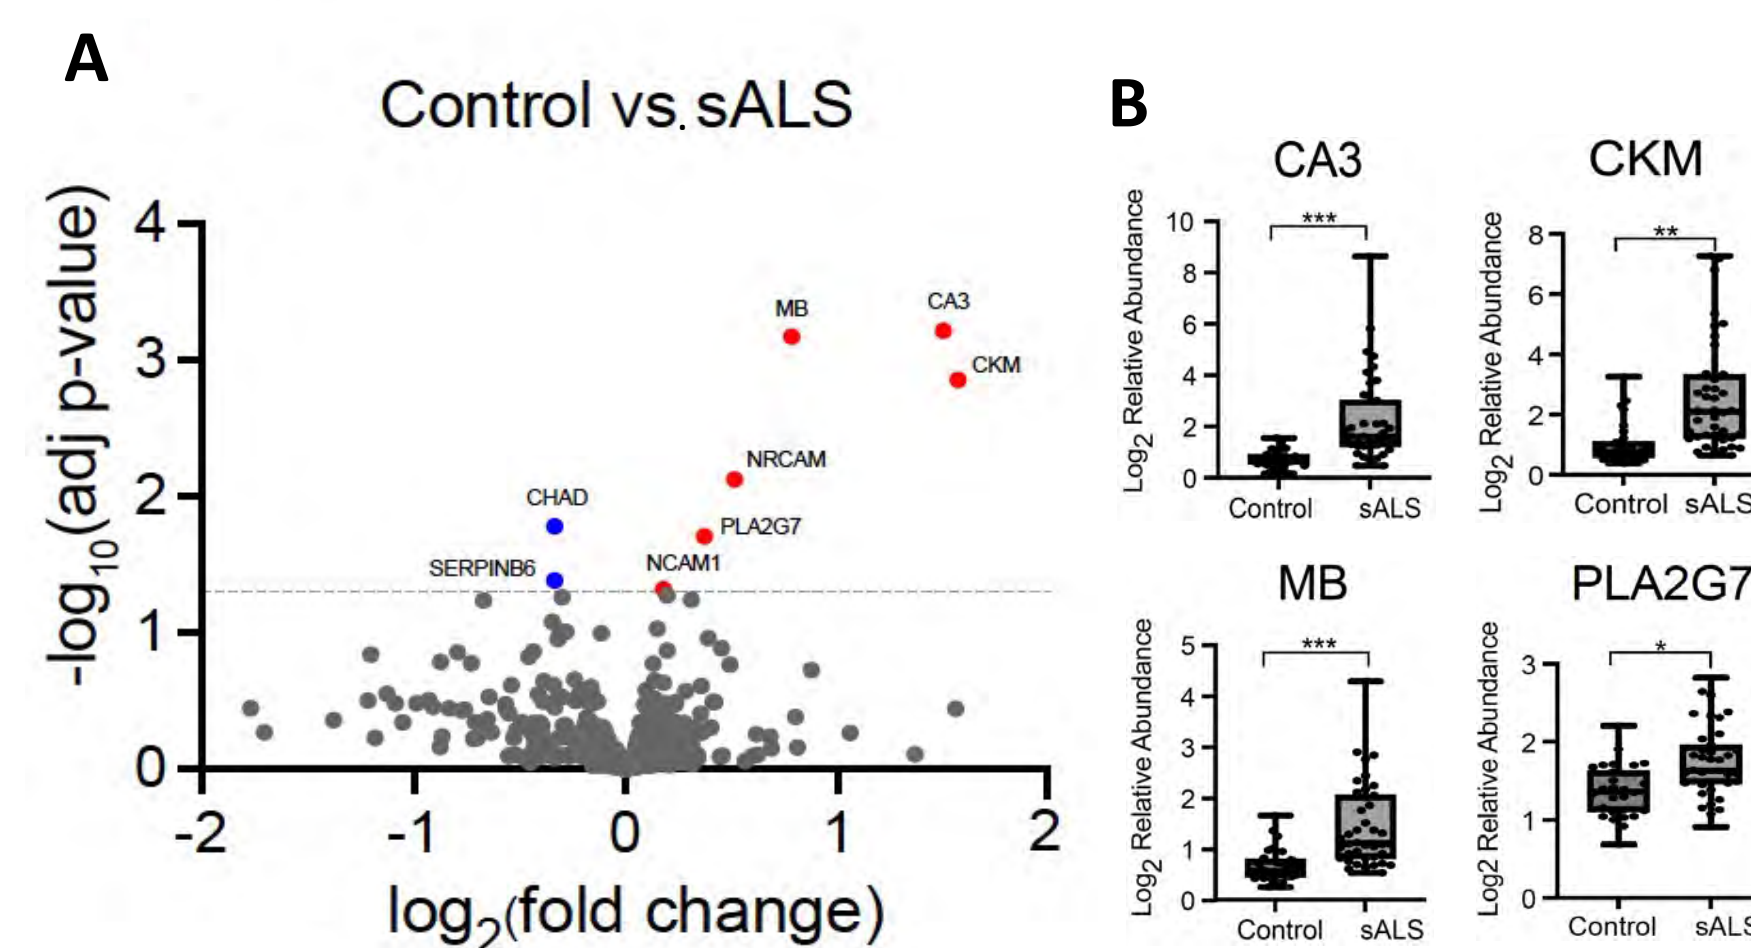 A
Control vs. sALS
-log10(adj p-value)
4
3
2
1
0
MB
CA3
CKM
NRCAM
CHAD
PLA2G7
NCAM1
SERPINB6
-2
-1
0
1
2
log2(fold change)
B
CA3
Log2 Relative Abundance
10
8
6
4
2
0
***
Control
sALS
CKM
Log2 Relative Abundance
8
6
4
2
0
**
Control
sALS
MB
Log2 Relative Abundance
5
4
3
2
1
0
***
Control
sALS
PLA2G7
Log2 Relative Abundance
3
2
1
0
*
Control
sALS